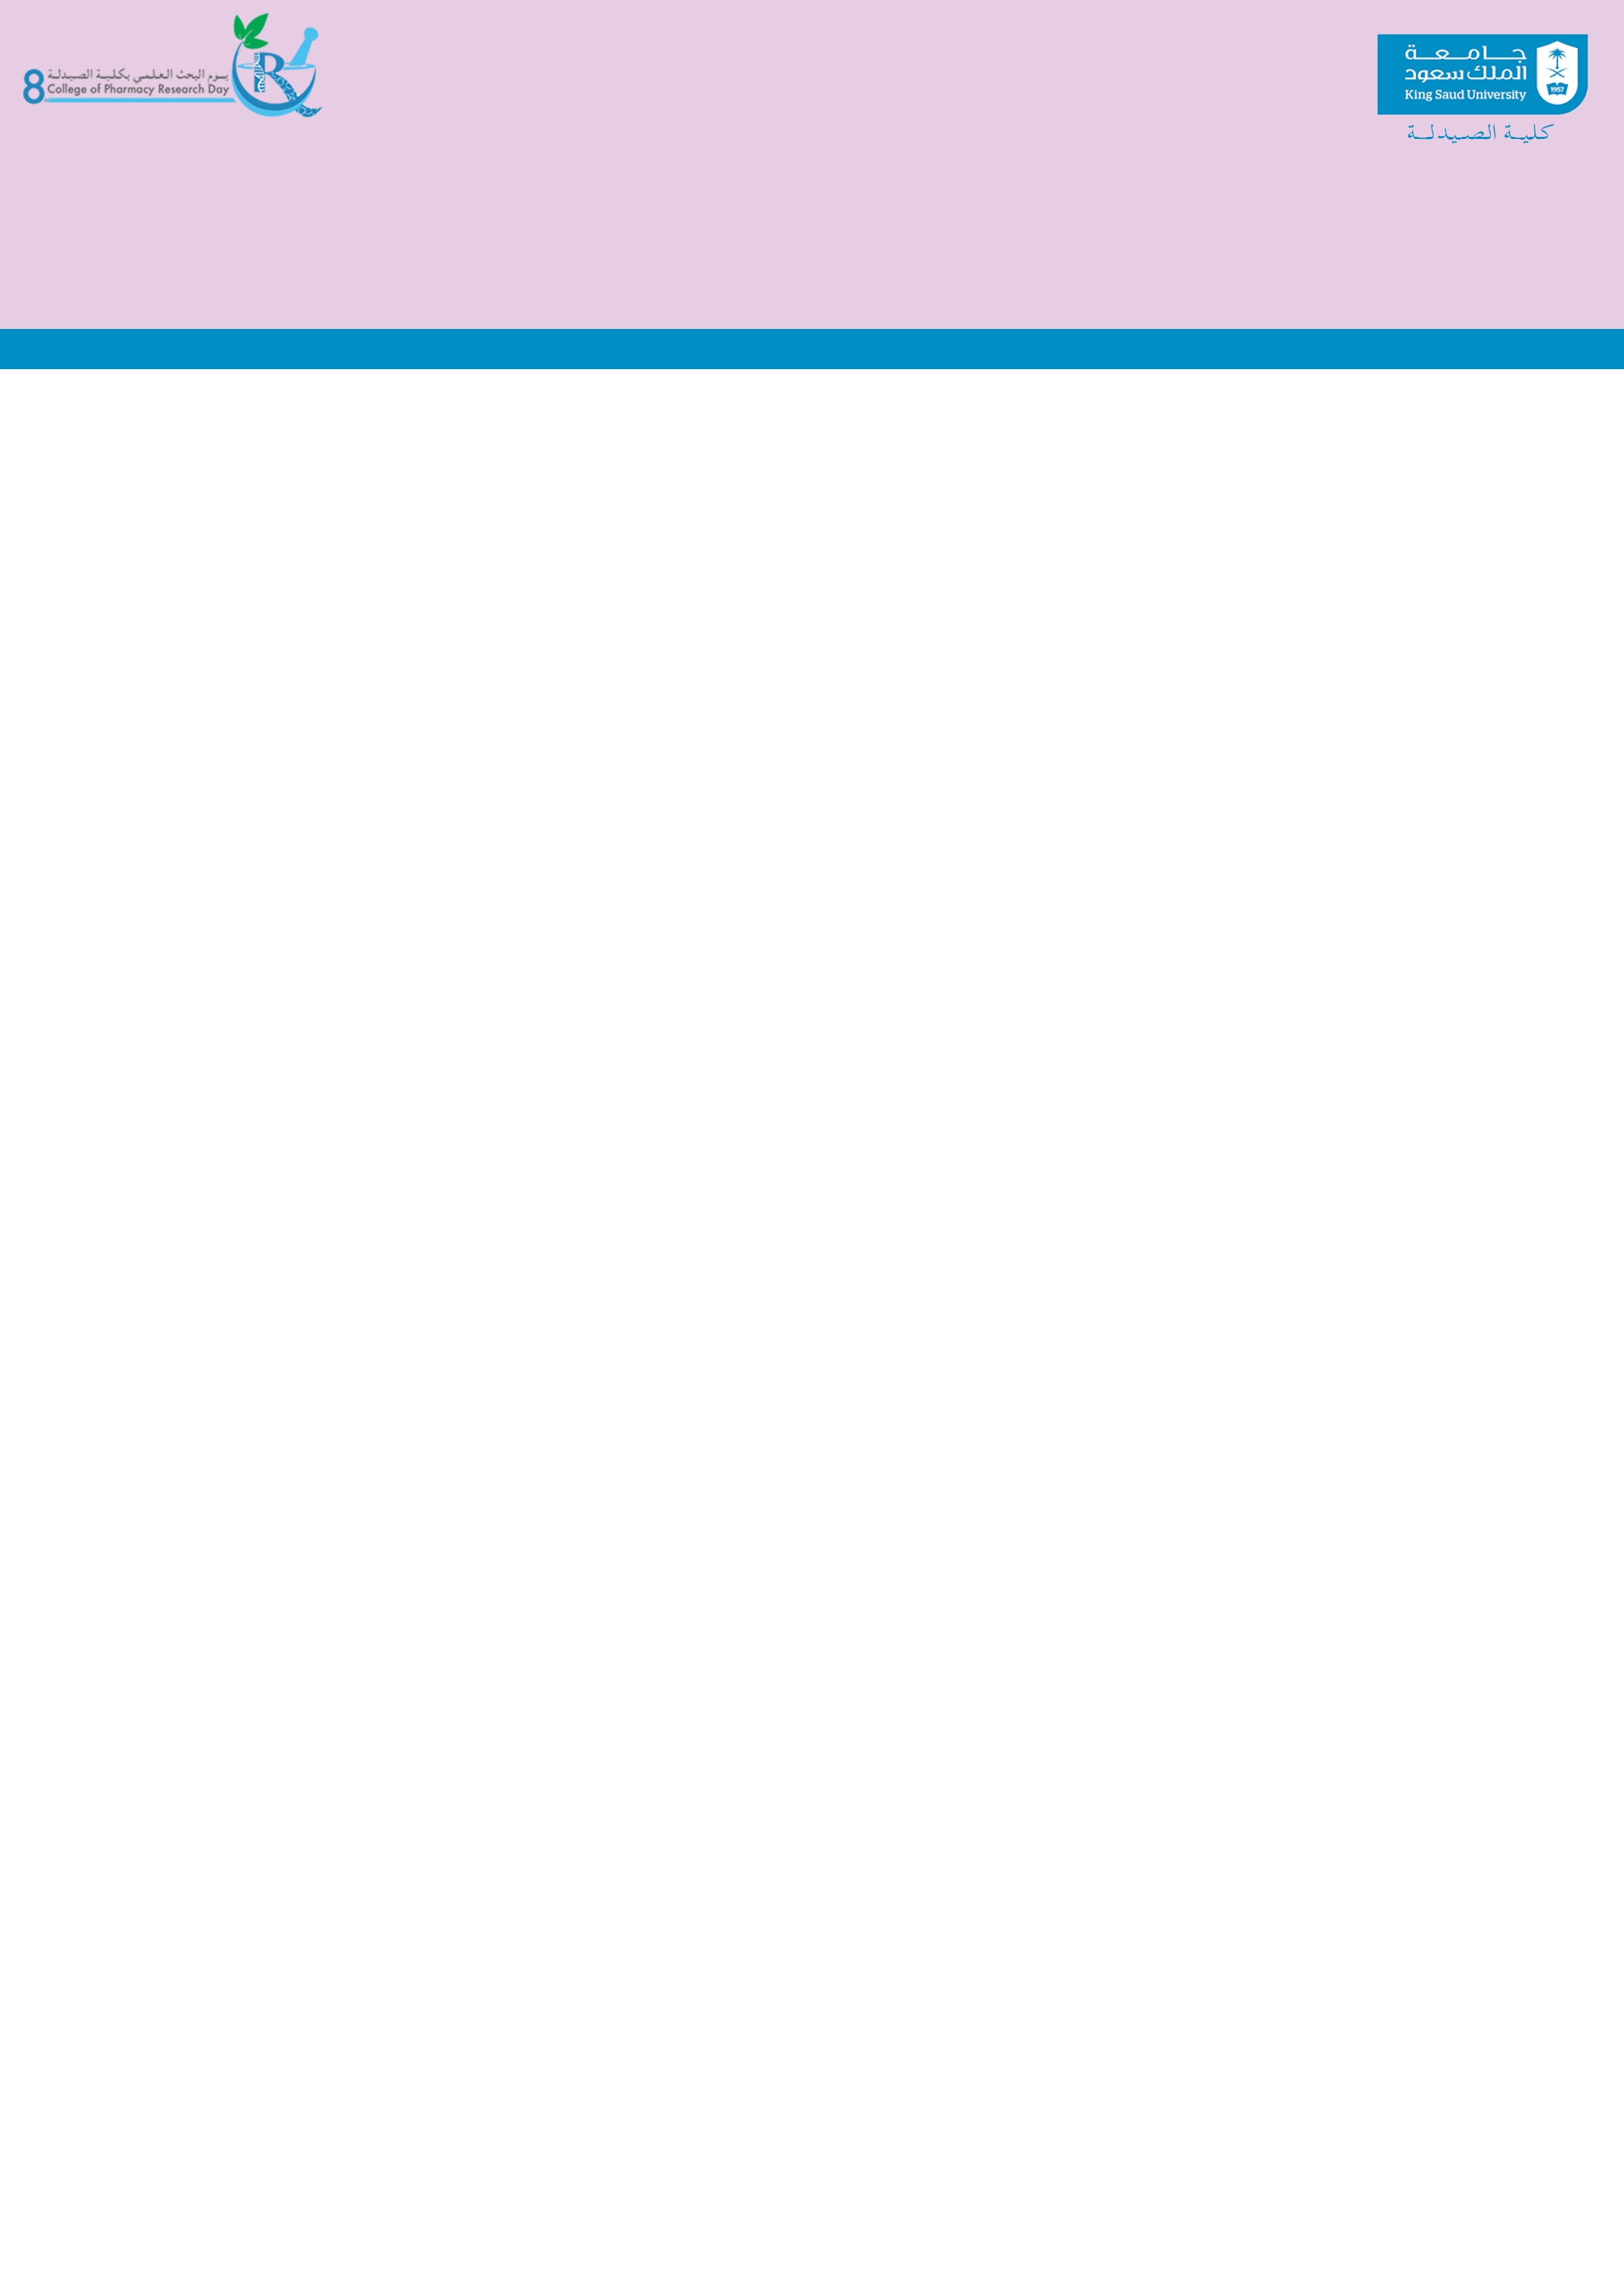 8
يوم البحث العلمي بكلية الصيدلة
College of Pharmacy Research Day
جامعة
الملك سعود
King Saud University
1957
كلية الصيدلة